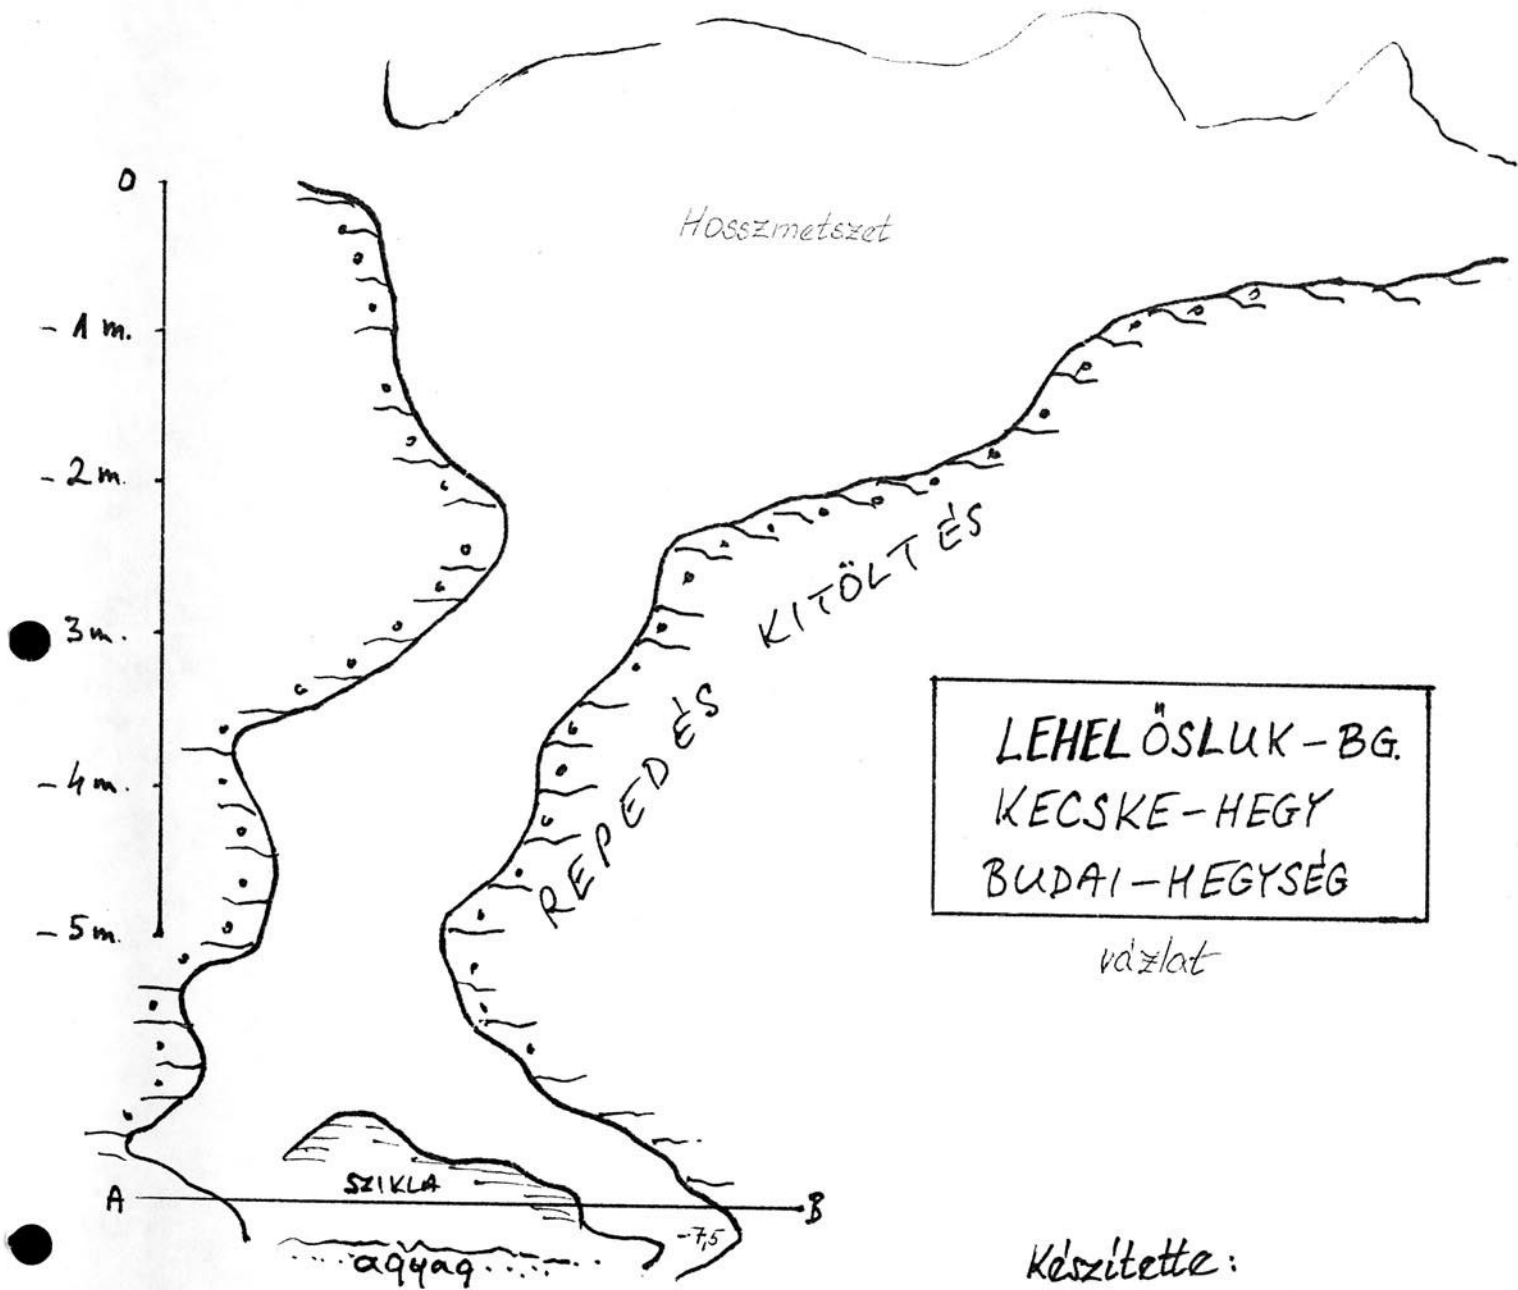 Hosszmetszet
0
- 1 m.
- 2 m.
3 m.
- 4 m.
- 5 m.
REPEDÉS KITÖLTÉS
LEHELŐSLUK – BG.
KECSKE – HEGY
BUDAI – HEGYSÉG
vázlat
A
SZIKLA
B
-7,5
agyag
Készítette: